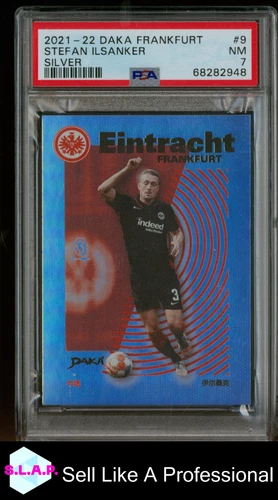 2021-22 DAKA FRANKFURT #9
STEFAN ILSANKER NM
SILVER PSA 7
68282948
Eintracht
FRANKFURT
indeed
3
DAKA
S.L.A.P. Sell Like A Professional